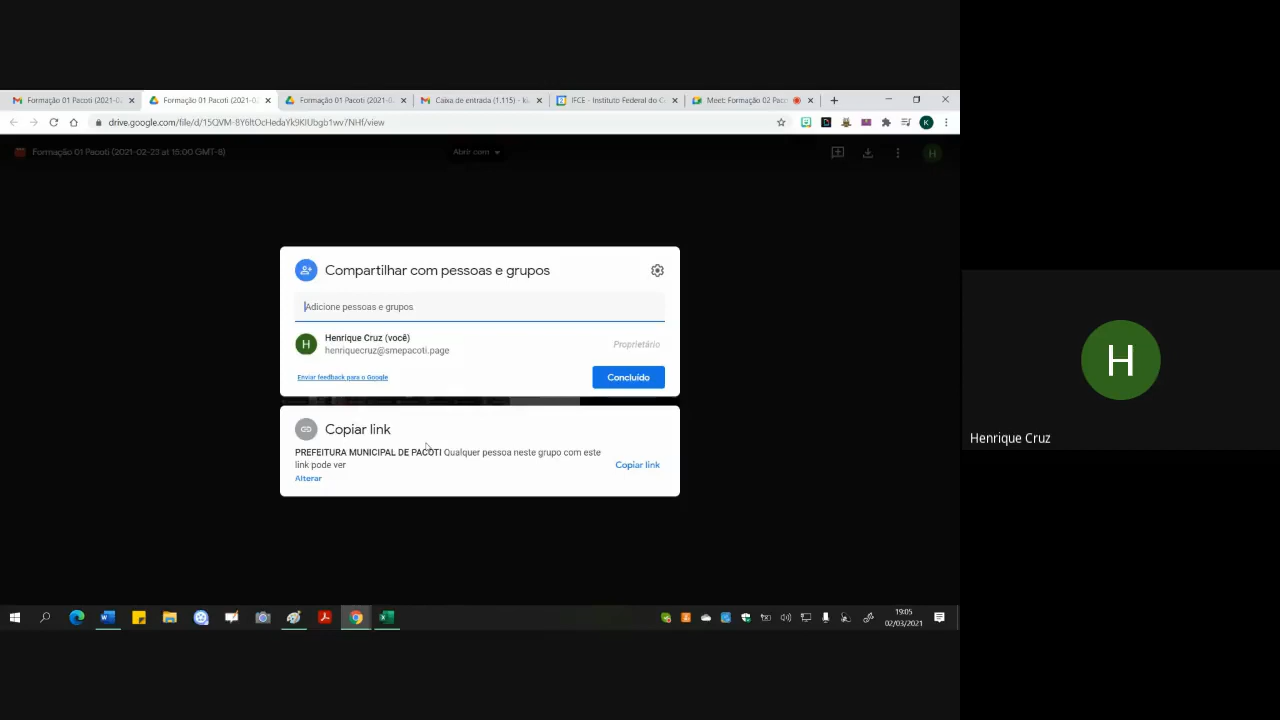 Formação 01 Pacoti (2021-0
Formação 01 Pacoti (2021-0
Formação 01 Pacoti (2021-0
Caixa de entrada (1.115) - k
IFCE - Instituto Federal do C
Meet: Formação 02 Paco
drive.google.com/file/d/15QVM-8Y6ftOcHedaYk9KIUbgb1wv7NHf/view
K
Formação 01 Pacoti (2021-02-23 at 15:00 GMT-8)
Abrir com
H
Compartilhar com pessoas e grupos
Adicione pessoas e grupos
H
Henrique Cruz (você)
henriquecruz@smepacoti.page
Proprietário
Enviar feedback para o Google
Concluído
Copiar link
PREFEITURA MUNICIPAL DE PACOTI Qualquer pessoa neste grupo com este
link pode ver
Copiar link
Alterar
19:05
02/03/2021
H
Henrique Cruz